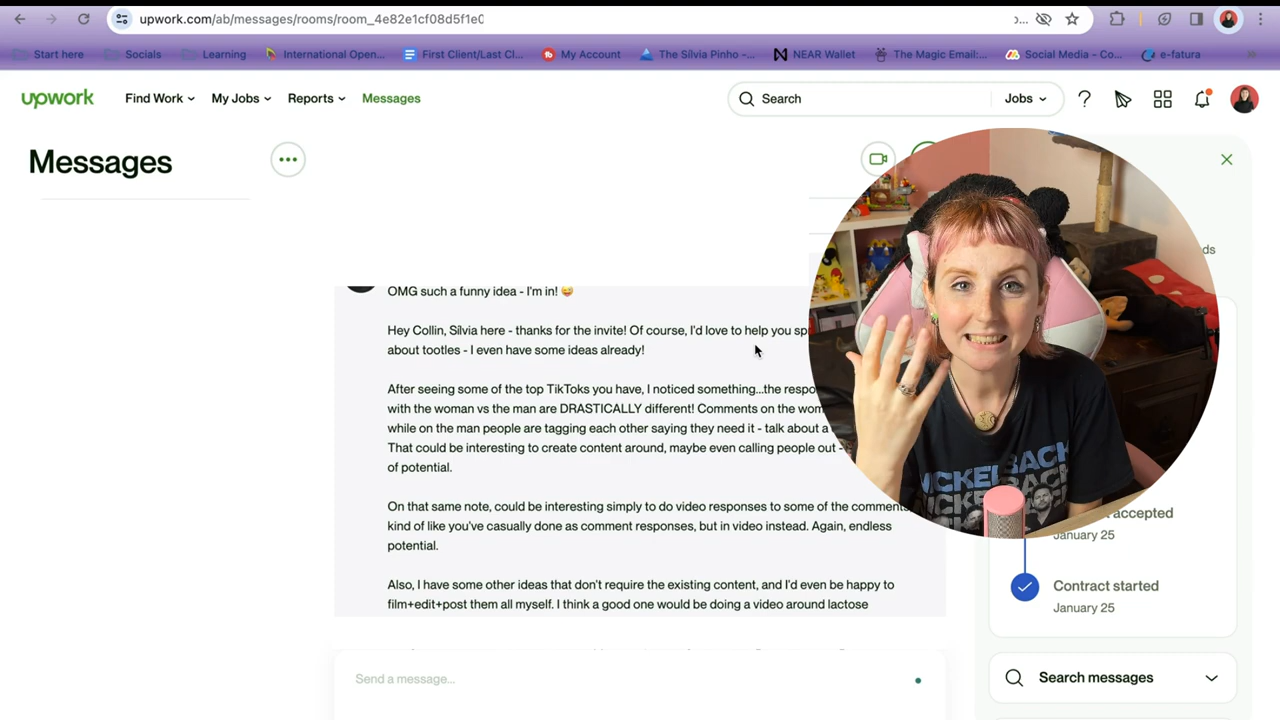 upwork.com/ab/messages/rooms/room_4e82e1cf08d5f1e0
Start here
Socials
Learning
International Open...
First Client/Last Cl...
My Account
The Sílvia Pinho -...
NEAR Wallet
The Magic Email:...
Social Media - Co...
e-fatura
upwork
Find Work
My Jobs
Reports
Messages
Search
Jobs
Messages
OMG such a funny idea - I'm in! 😝
Hey Collin, Sílvia here - thanks for the invite! Of course, I'd love to help you
about tootles - I even have some ideas already!
After seeing some of the top TikToks you have, I noticed something...the
with the woman vs the man are DRASTICALLY different! Comments on the
while on the man people are tagging each other saying they need it - talk about a
That could be interesting to create content around, maybe even calling people out -
of potential.
On that same note, could be interesting simply to do video responses to some of the comments
kind of like you've casually done as comment responses, but in video instead. Again, endless
potential.
Also, I have some other ideas that don't require the existing content, and I'd even be happy to
film+edit+post them all myself. I think a good one would be doing a video around lactose
Send a message...
accepted
January 25
Contract started
January 25
Search messages